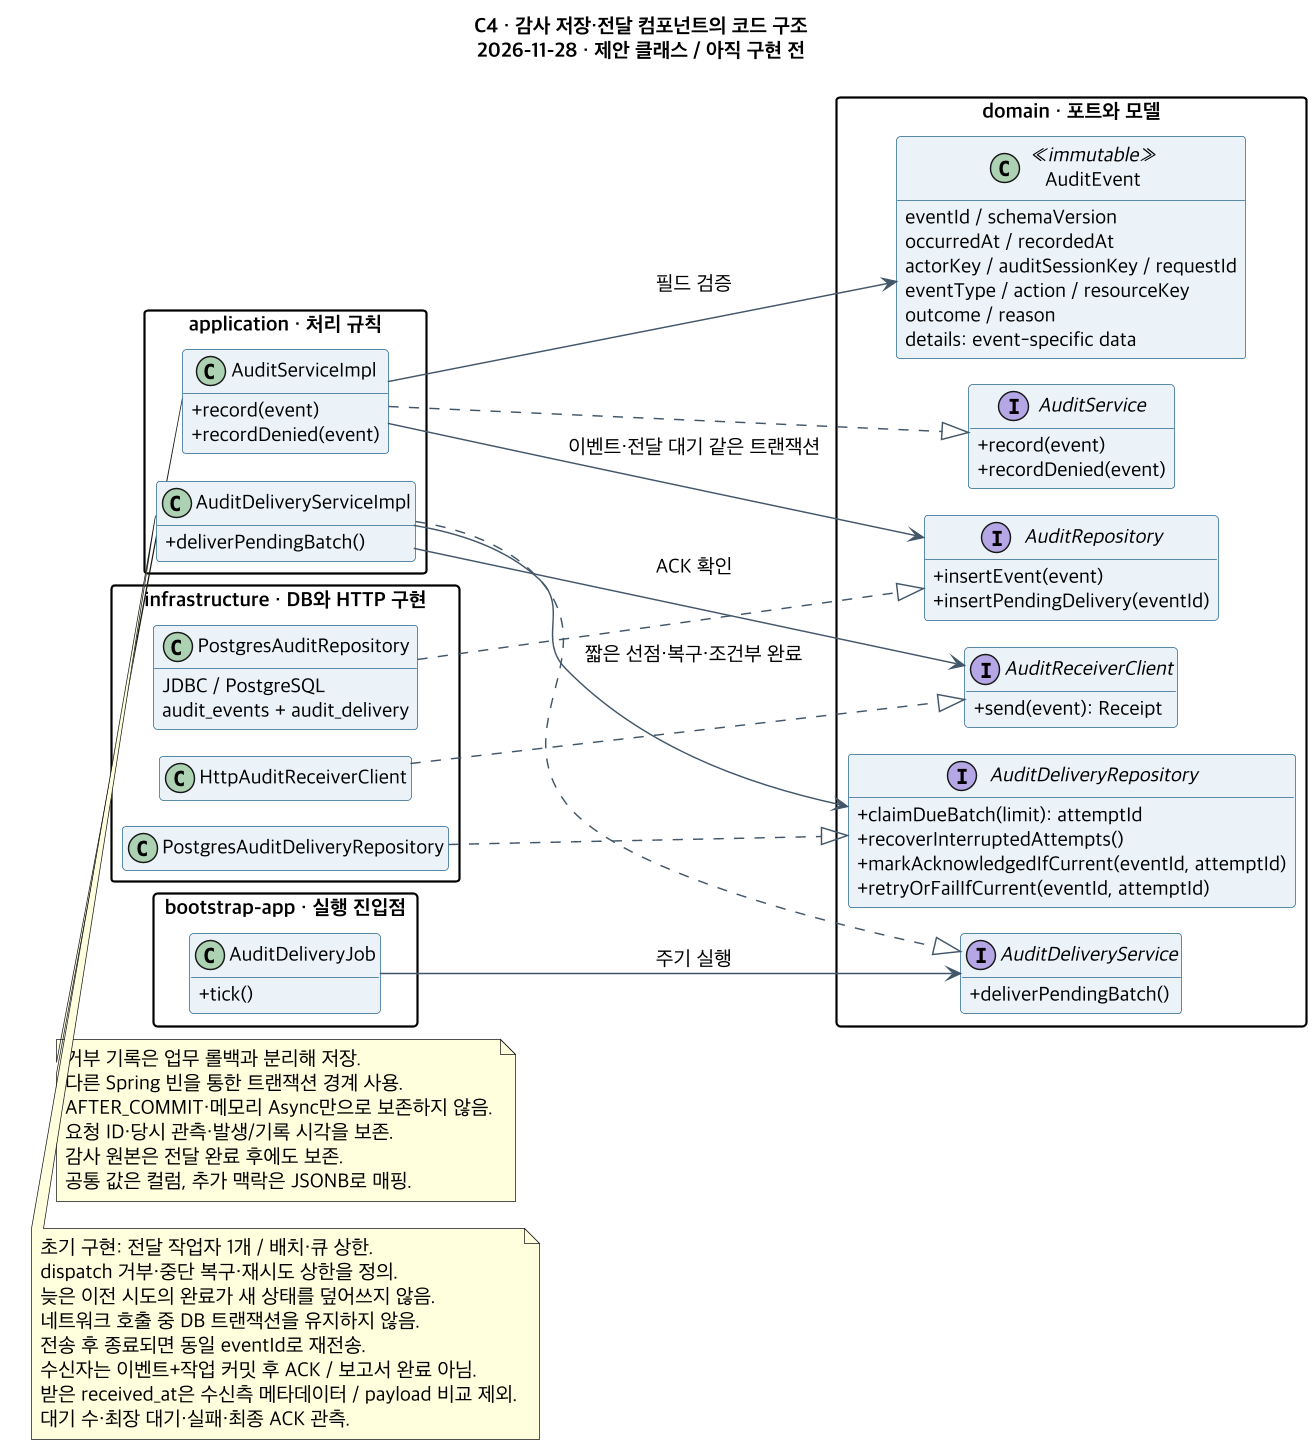 C4 · 감사 저장·전달 컴포넌트의 코드 구조
2026-11-28 · 제안 클래스 / 아직 구현 전
domain · 포트와 모델
C
≪immutable≫
AuditEvent
eventId / schemaVersion
occurredAt / recordedAt
actorKey / auditSessionKey / requestId
eventType / action / resourceKey
outcome / reason
details: event-specific data
필드 검증
application · 처리 규칙
C AuditServiceImpl
+record(event)
+recordDenied(event)
I AuditService
+record(event)
+recordDenied(event)
이벤트·전달 대기 같은 트랜잭션
C AuditDeliveryServiceImpl
+deliverPendingBatch()
I AuditRepository
+insertEvent(event)
+insertPendingDelivery(eventId)
ACK 확인
infrastructure · DB와 HTTP 구현
C PostgresAuditRepository
JDBC / PostgreSQL
audit_events + audit_delivery
짧은 선점·복구·조건부 완료
I AuditReceiverClient
+send(event): Receipt
C HttpAuditReceiverClient
I AuditDeliveryRepository
+claimDueBatch(limit): attemptId
+recoverInterruptedAttempts()
+markAcknowledgedIfCurrent(eventId, attemptId)
+retryOrFailIfCurrent(eventId, attemptId)
C PostgresAuditDeliveryRepository
bootstrap-app · 실행 진입점
C AuditDeliveryJob
+tick()
주기 실행
I AuditDeliveryService
+deliverPendingBatch()
거부 기록은 업무 롤백과 분리해 저장.
다른 Spring 빈을 통한 트랜잭션 경계 사용.
AFTER_COMMIT·메모리 Async만으로 보존하지 않음.
요청 ID·당시 관측·발생/기록 시각을 보존.
감사 원본은 전달 완료 후에도 보존.
공통 값은 컬럼, 추가 맥락은 JSONB로 매핑.
초기 구현: 전달 작업자 1개 / 배치·큐 상한.
dispatch 거부·중단 복구·재시도 상한을 정의.
늦은 이전 시도의 완료가 새 상태를 덮어쓰지 않음.
네트워크 호출 중 DB 트랜잭션을 유지하지 않음.
전송 후 종료되면 동일 eventId로 재전송.
수신자는 이벤트+작업 커밋 후 ACK / 보고서 완료 아님.
받은 received_at은 수신측 메타데이터 / payload 비교 제외.
대기 수·최장 대기·실패·최종 ACK 관측.